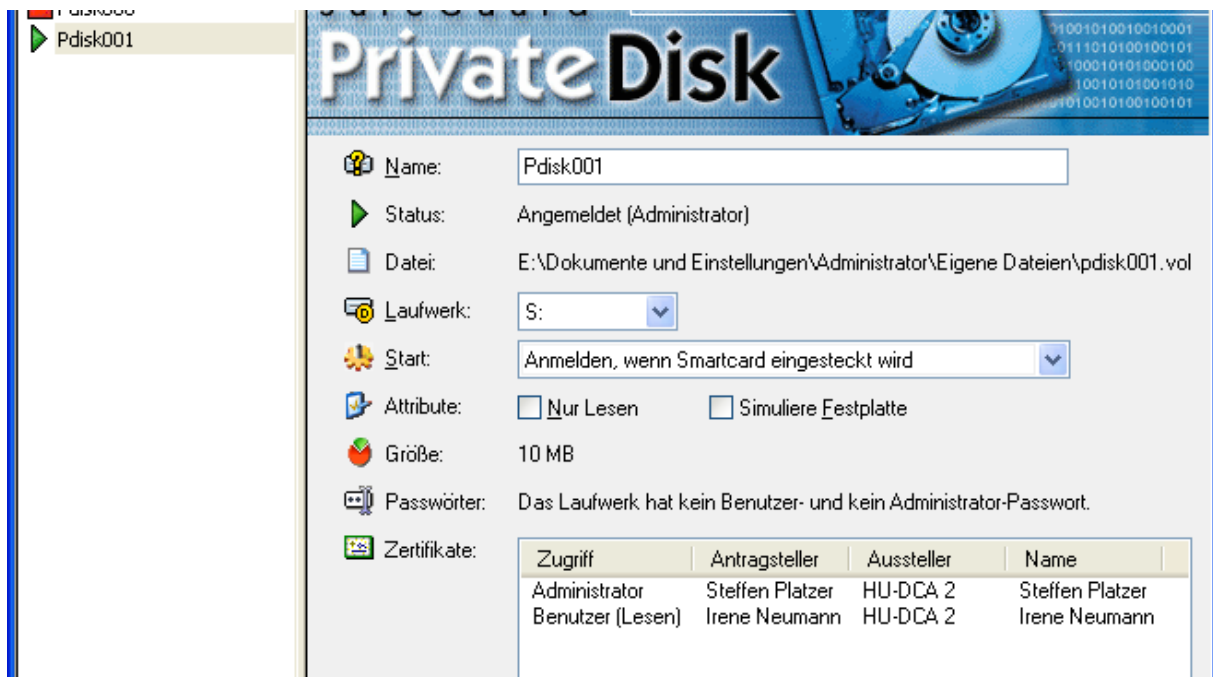 Pdisk000
SafeGuard
Pdisk001
PrivateDisk
Name:
Pdisk001
Status:
Angemeldet (Administrator)
Datei:
E:\Dokumente und Einstellungen\Administrator\Eigene Dateien\pdisk001.vol
Laufwerk:
S:
Start:
Anmelden, wenn Smartcard eingesteckt wird
Attribute:
Nur Lesen
Simuliere Festplatte
Größe:
10 MB
Passwörter:
Das Laufwerk hat kein Benutzer- und kein Administrator-Passwort.
Zertifikate:
Zugriff Antragsteller Aussteller Name
Administrator Steffen Platzer HU-DCA 2 Steffen Platzer
Benutzer (Lesen) Irene Neumann HU-DCA 2 Irene Neumann